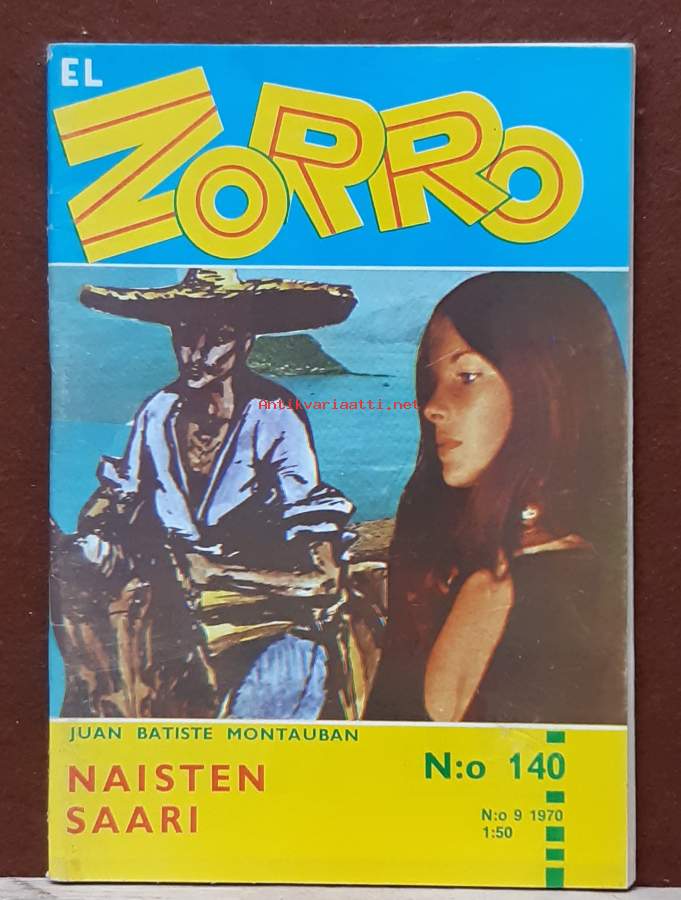 EL
ZORRO
Antikvariaatti.net
JUAN BATISTE MONTAUBAN
NAISTEN
SAARI
N:o 140
N:o 9 1970
1:50